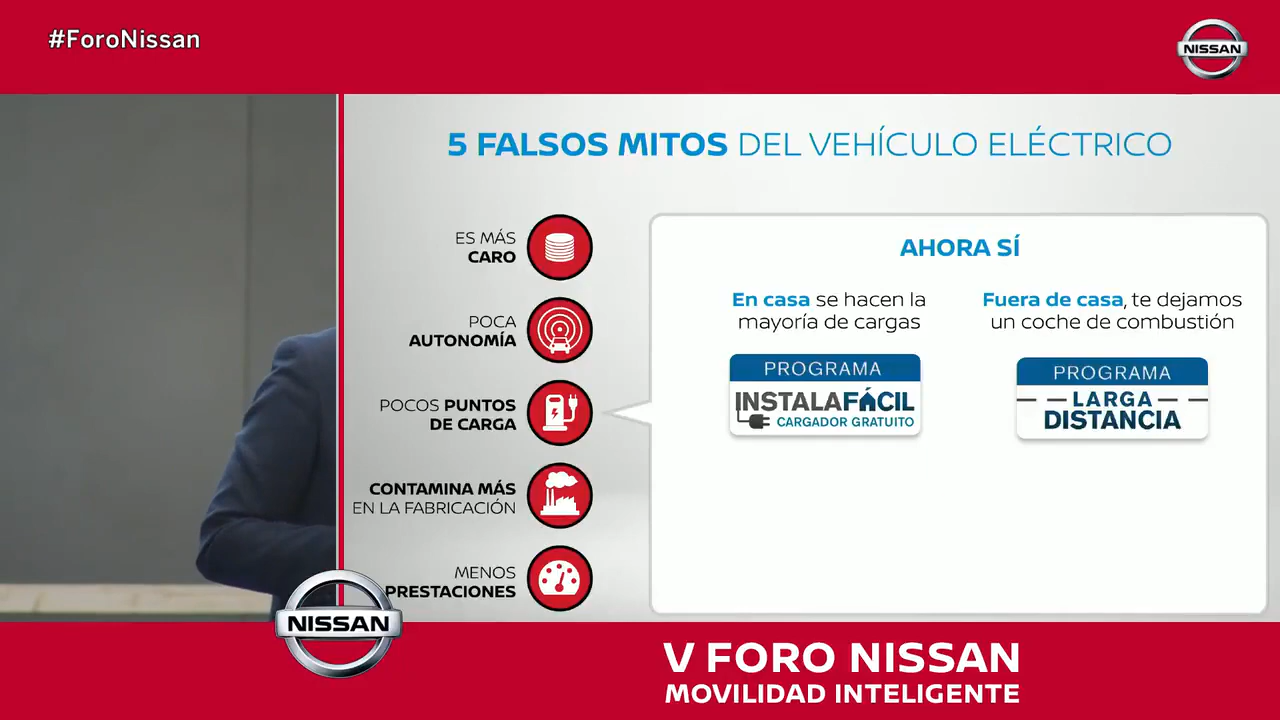 #ForoNissan
NISSAN
5 FALSOS MITOS DEL VEHÍCULO ELÉCTRICO
ES MÁS
CARO
POCA
AUTONOMÍA
POCOS PUNTOS
DE CARGA
CONTAMINA MÁS
EN LA FABRICACIÓN
MENOS
PRESTACIONES
AHORA SÍ
En casa se hacen la
mayoría de cargas
PROGRAMA
INSTALAFÁCIL
CARGADOR GRATUITO
Fuera de casa, te dejamos
un coche de combustión
PROGRAMA
LARGA
DISTANCIA
NISSAN
V FORO NISSAN
MOVILIDAD INTELIGENTE